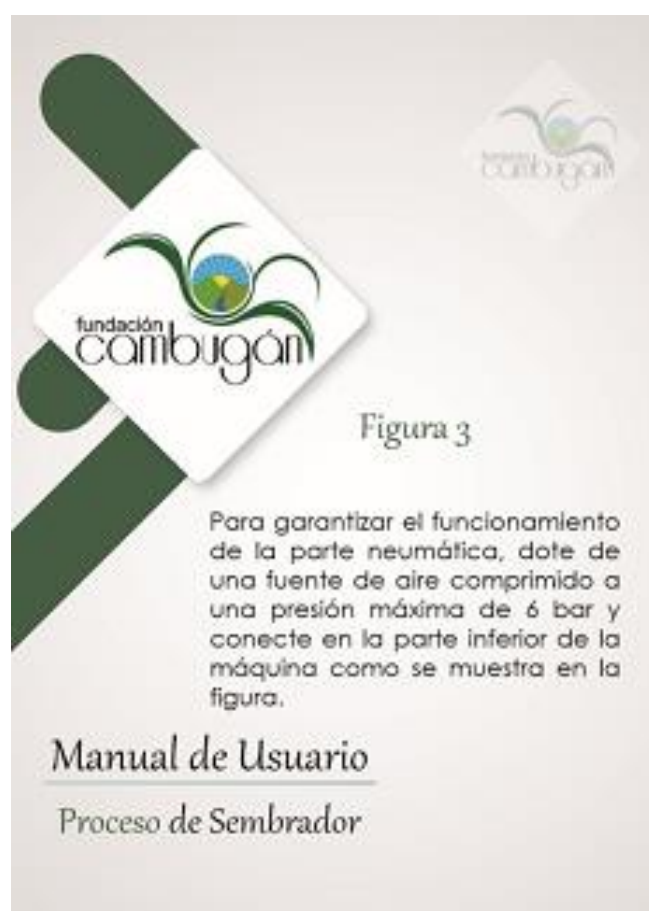 fundación
cambugán
fundación
cambugán
Figura 3
Para garantizar el funcionamiento
de la parte neumática, dote de
una fuente de aire comprimido a
una presión máxima de 6 bar y
conecte en la parte inferior de la
máquina como se muestra en la
figura.
Manual de Usuario
Proceso de Sembrador